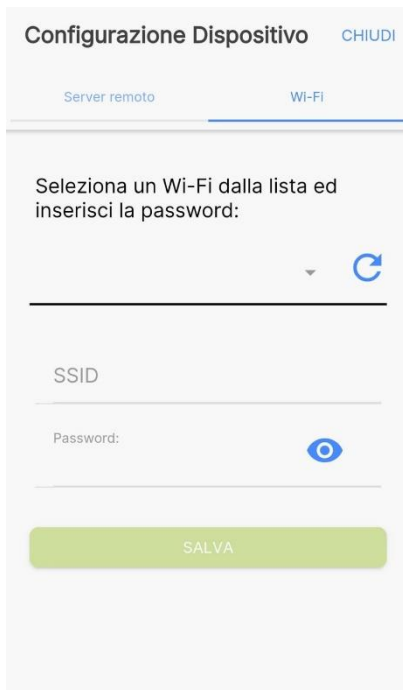 Configurazione Dispositivo CHIUDI
Server remoto Wi-Fi
Seleziona un Wi-Fi dalla lista ed
inserisci la password:
SSID
Password:
SALVA